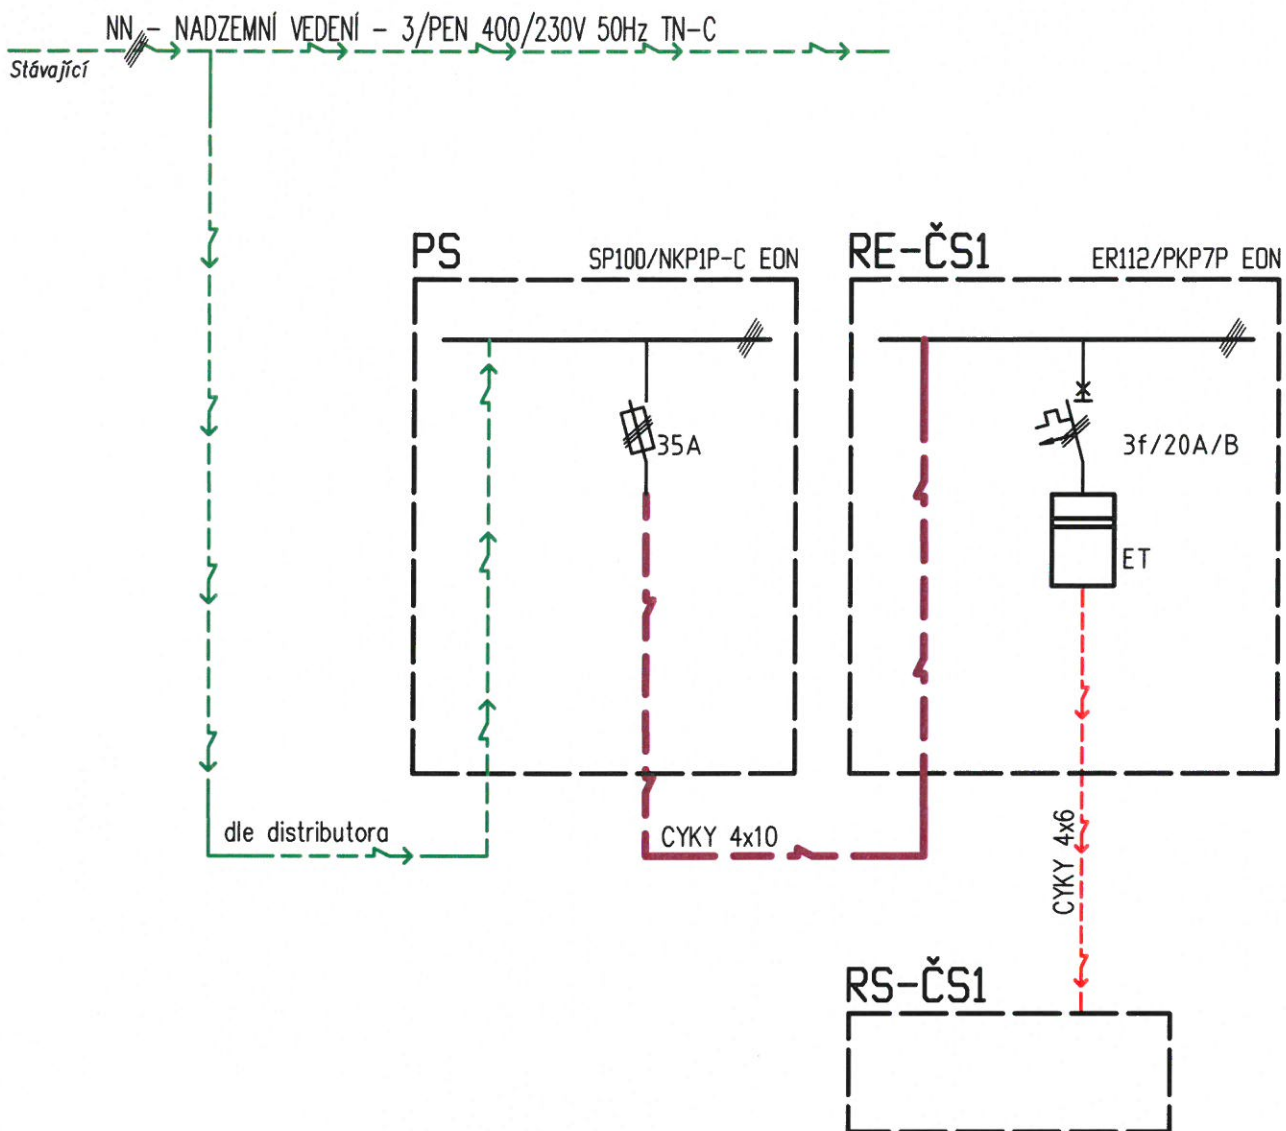 NN - NADZEMNÍ VEDENÍ - 3/PEN 400/230V 50Hz TN-C
Stávající
PS
SP100/NKP1P-C EON
RE-ČS1
ER112/PKP7P EON
35A
3f/20A/B
ET
dle distributora
CYKY 4x10
CYKY 4x6
RS-ČS1